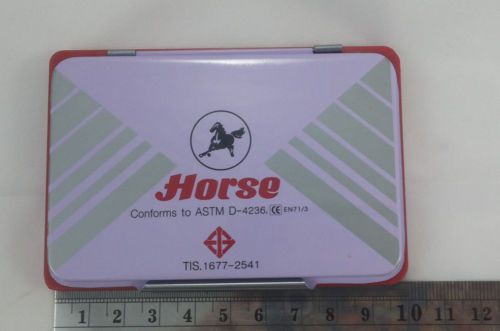 Horse
Conforms to ASTM D-4236. CE EN71/3
TIS.1677-2541
1 2 3 4 5 6 7 8 9 10 11 12